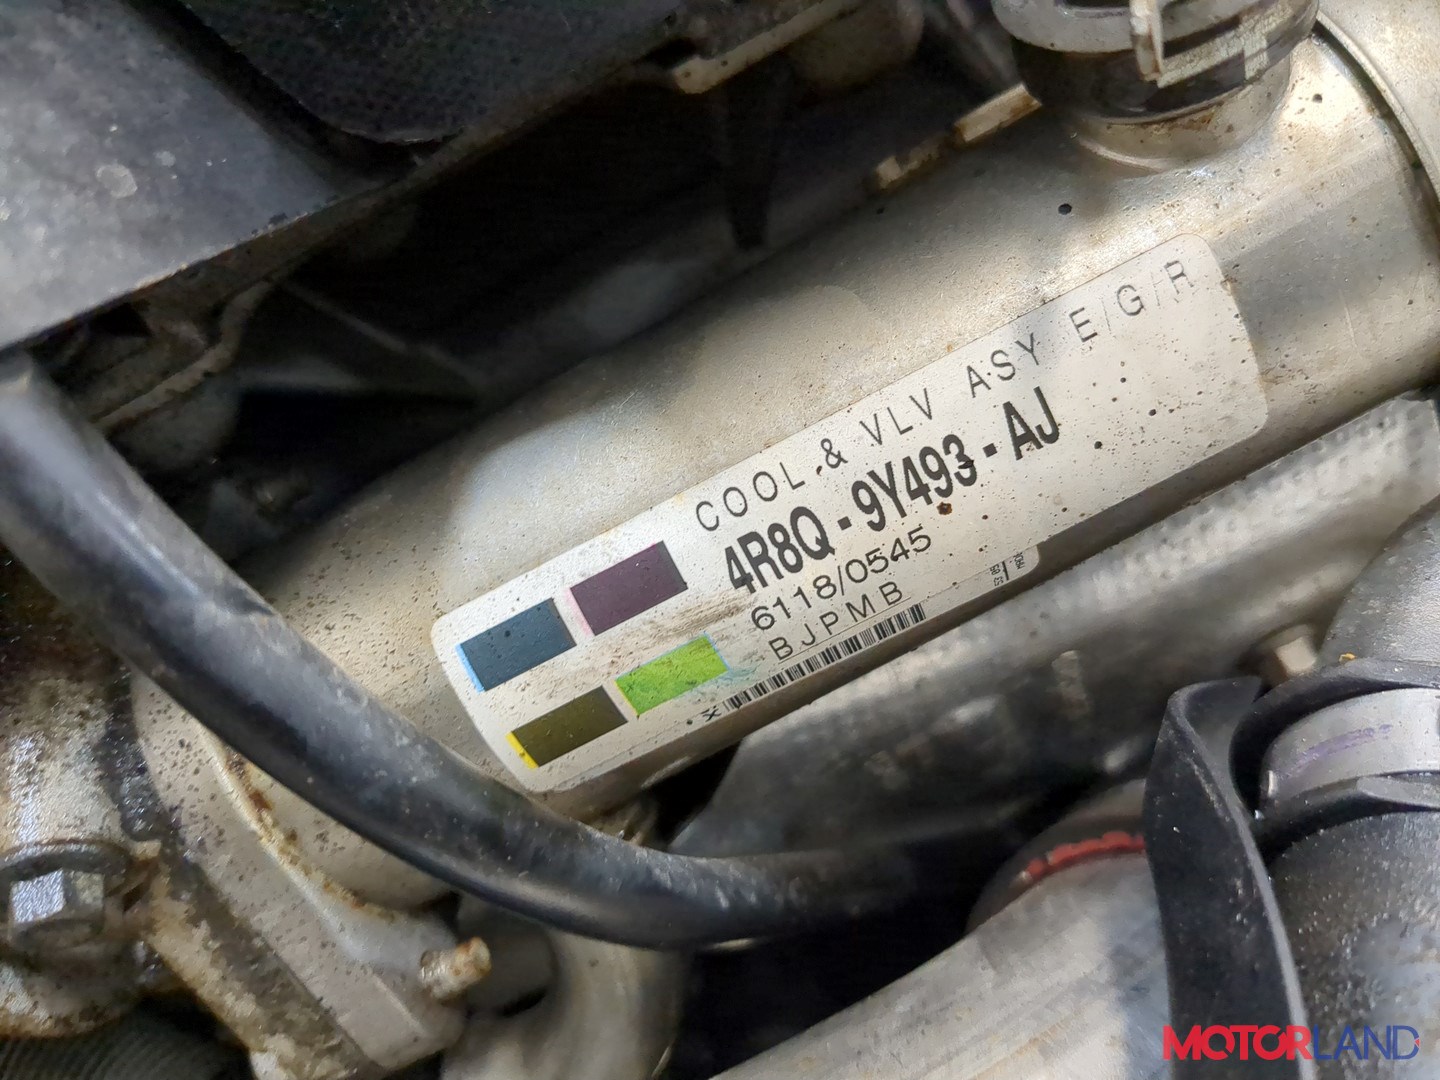 COOL & VLV ASY E/G/R
4R8Q-9Y493-AJ
6118/0545
BJPMB
MOTORLAND